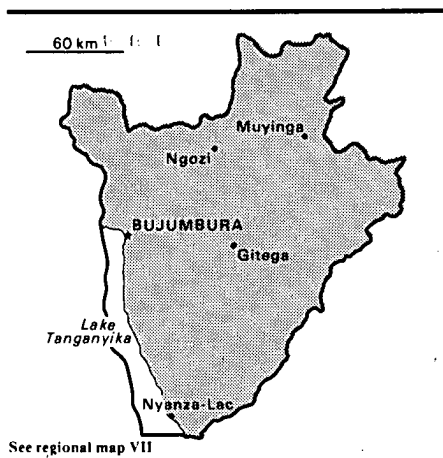 60 km
Muyinga
Ngozi
BUJUMBURA
Gitega
Lake
Tanganyika
Nyanza-Lac
See regional map VII